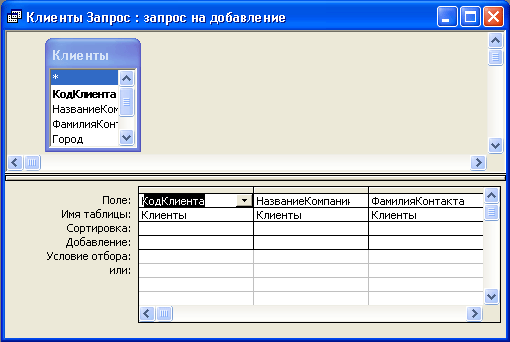 Клиенты Запрос : запрос на добавление
Клиенты
*
КодКлиента
НазваниеКом
ФамилияКонт
Город
Поле: КодКлиента НазваниеКомпании ФамилияКонтакта
Имя таблицы: Клиенты Клиенты Клиенты
Сортировка:
Добавление:
Условие отбора:
или: